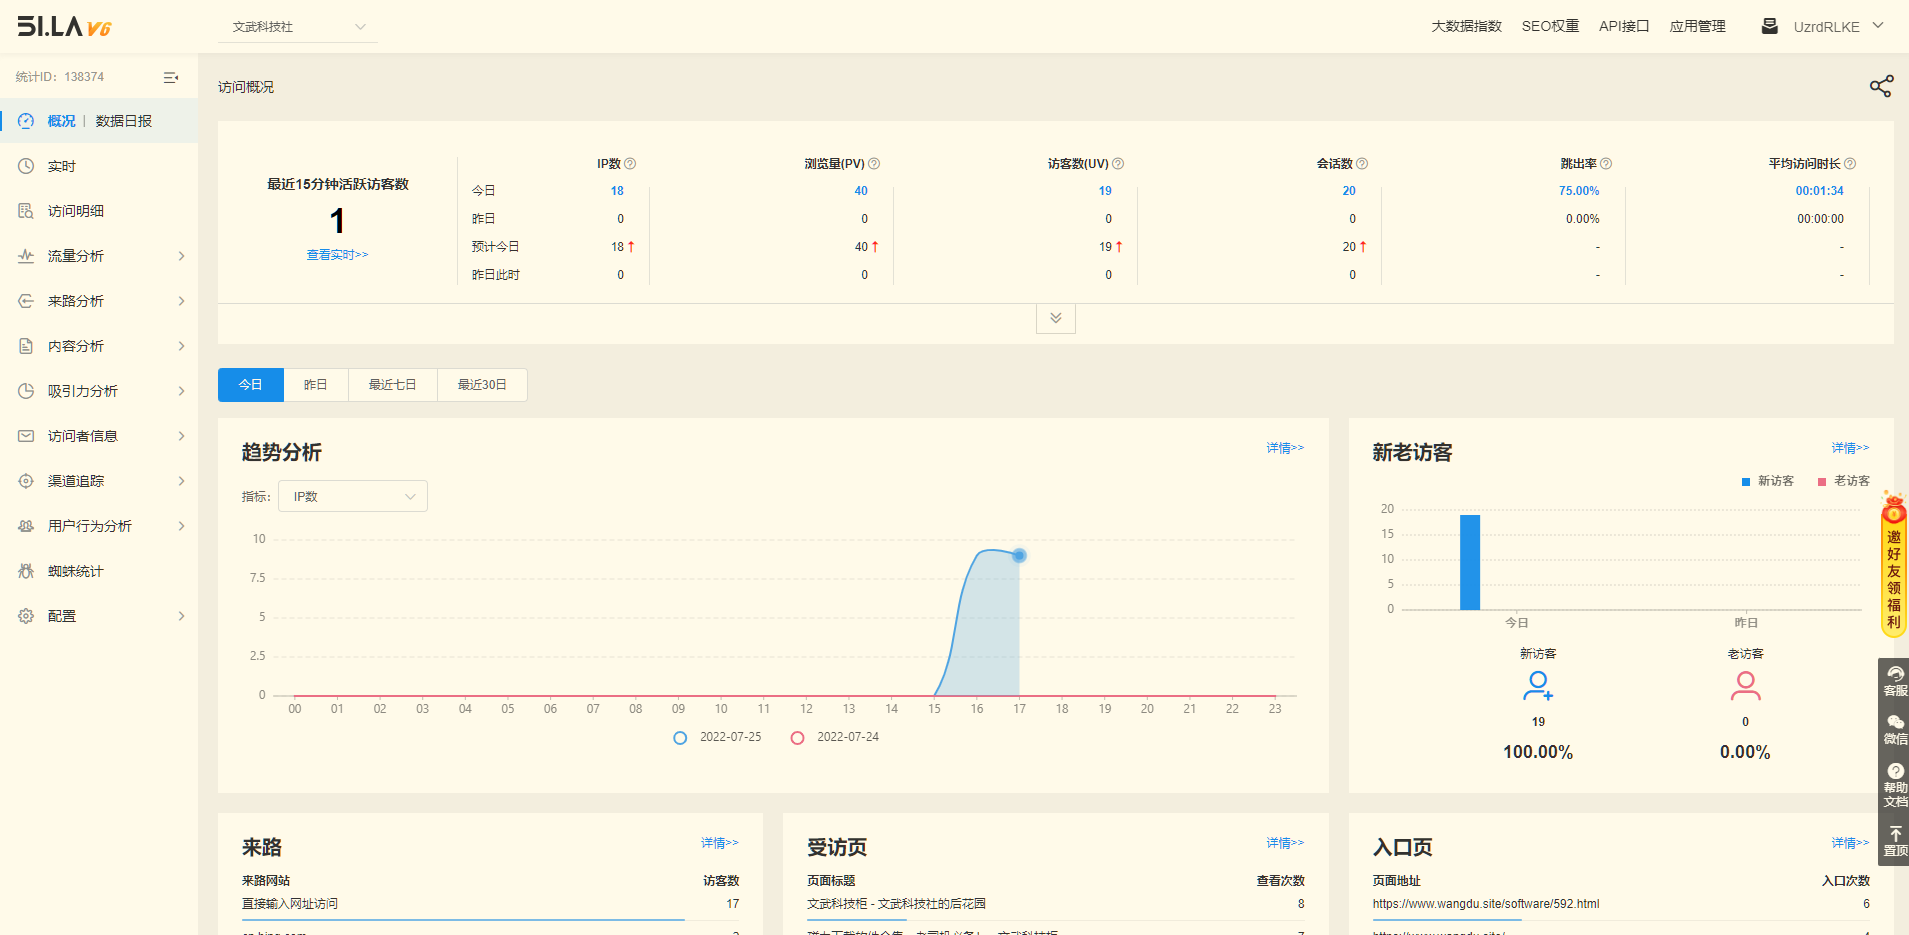 51.LA V6
文武科技社
大数据指数 SEO权重 API接口 应用管理 UzrdRLKE
统计ID: 138374
概况 | 数据日报
实时
访问明细
流量分析
来路分析
内容分析
吸引力分析
访问者信息
渠道追踪
用户行为分析
蜘蛛统计
配置
访问概况
最近15分钟活跃访客数
1
查看实时>>
IP数 浏览量(PV) 访客数(UV) 会话数 跳出率 平均访问时长
今日 18 40 19 20 75.00% 00:01:34
昨日 0 0 0 0 0.00% 00:00:00
预计今日 18↑ 40↑ 19↑ 20↑ - -
昨日此时 0 0 0 0 - -
今日 昨日 最近七日 最近30日
趋势分析 详情>>
指标: IP数
10
7.5
5
2.5
0
00 01 02 03 04 05 06 07 08 09 10 11 12 13 14 15 16 17 18 19 20 21 22 23
2022-07-25 2022-07-24
新老访客 详情>>
新访客 老访客
20
15
10
5
0
今日 昨日
新访客 老访客
19 0
100.00% 0.00%
邀好友领福利
客服
微信
帮助
文档
置顶
来路 详情>>
来路网站 访客数
直接输入网址访问 17
受访页 详情>>
页面标题 查看次数
文武科技柜 - 文武科技社的后花园 8
入口页 详情>>
页面地址 入口次数
https://www.wangdu.site/software/592.html 6